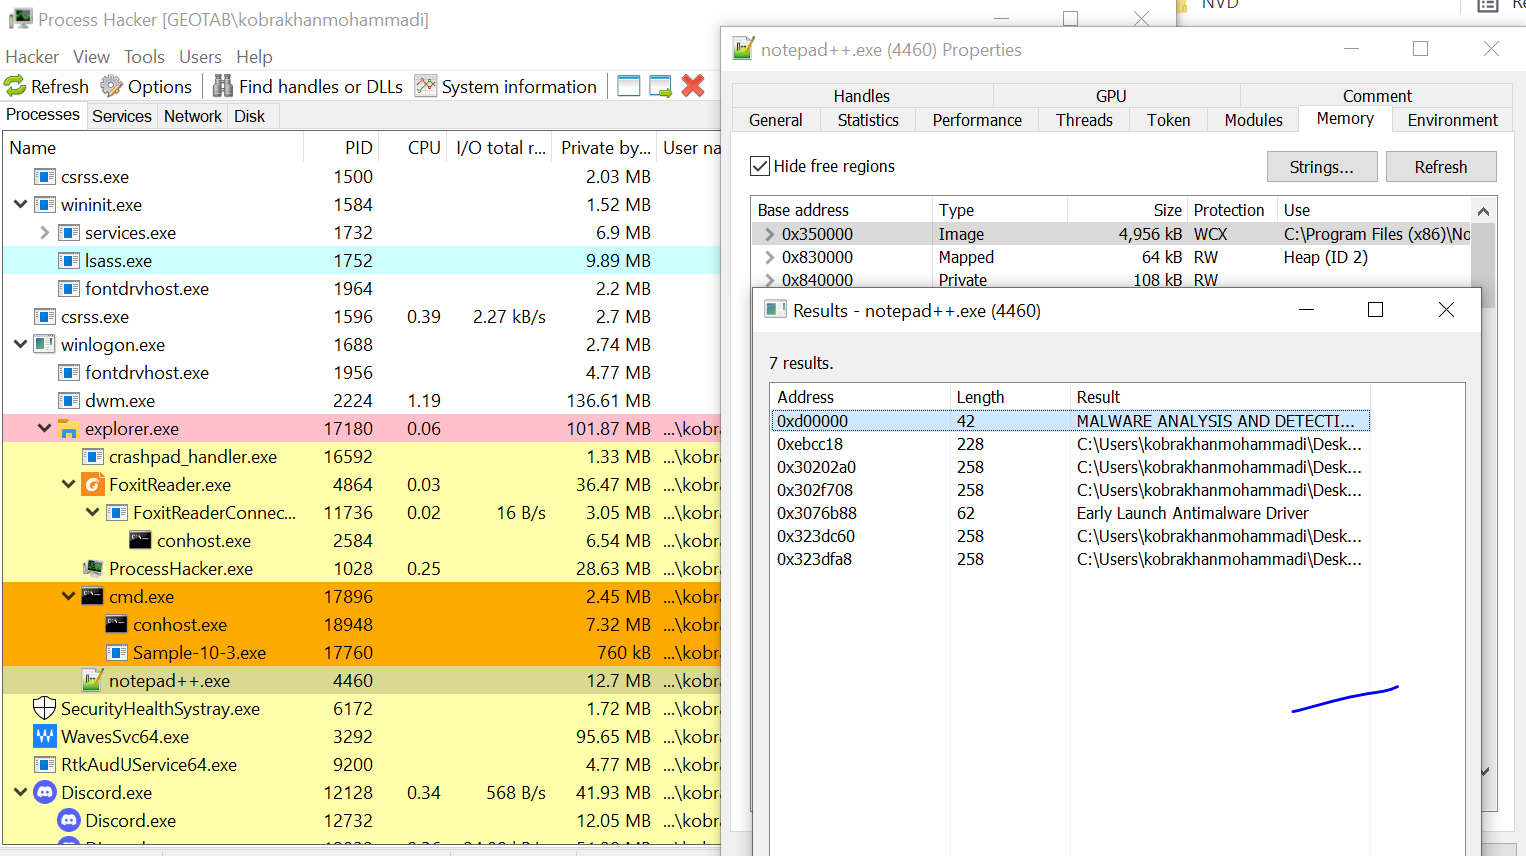 Process Hacker [GEOTAB\kobrakhanmohammadi]
Hacker View Tools Users Help
Refresh Options Find handles or DLLs System information
Processes Services Network Disk
Name PID CPU I/O total r... Private by... User na
csrss.exe 1500 2.03 MB
wininit.exe 1584 1.52 MB
services.exe 1732 6.9 MB
lsass.exe 1752 9.89 MB
fontdrvhost.exe 1964 2.2 MB
csrss.exe 1596 0.39 2.27 kB/s 2.7 MB
winlogon.exe 1688 2.74 MB
fontdrvhost.exe 1956 4.77 MB
dwm.exe 2224 1.19 136.61 MB
explorer.exe 17180 0.06 101.87 MB ...\kobra
crashpad_handler.exe 16592 1.33 MB ...\kobra
FoxitReader.exe 4864 0.03 36.47 MB ...\kobra
FoxitReaderConnec... 11736 0.02 16 B/s 3.05 MB ...\kobra
conhost.exe 2584 6.54 MB ...\kobra
ProcessHacker.exe 1028 0.25 28.63 MB ...\kobra
cmd.exe 17896 2.45 MB ...\kobra
conhost.exe 18948 7.32 MB ...\kobra
Sample-10-3.exe 17760 760 kB ...\kobra
notepad++.exe 4460 12.7 MB ...\kobra
SecurityHealthSystray.exe 6172 1.72 MB ...\kobra
WavesSvc64.exe 3292 95.65 MB ...\kobra
RtkAudUService64.exe 9200 4.77 MB ...\kobra
Discord.exe 12128 0.34 568 B/s 41.93 MB ...\kobra
Discord.exe 12732 12.05 MB ...\kobra
NVD
notepad++.exe (4460) Properties
Handles GPU Comment
General Statistics Performance Threads Token Modules Memory Environment
Hide free regions Strings... Refresh
Base address Type Size Protection Use
0x350000 Image 4,956 kB WCX C:\Program Files (x86)\No
0x830000 Mapped 64 kB RW Heap (ID 2)
0x840000 Private 108 kB RW
Results - notepad++.exe (4460)
7 results.
Address Length Result
0xd00000 42 MALWARE ANALYSIS AND DETECTI...
0xebcc18 228 C:\Users\kobrakhanmohammadi\Desk...
0x30202a0 258 C:\Users\kobrakhanmohammadi\Desk...
0x302f708 258 C:\Users\kobrakhanmohammadi\Desk...
0x3076b88 62 Early Launch Antimalware Driver
0x323dc60 258 C:\Users\kobrakhanmohammadi\Desk...
0x323dfa8 258 C:\Users\kobrakhanmohammadi\Desk...